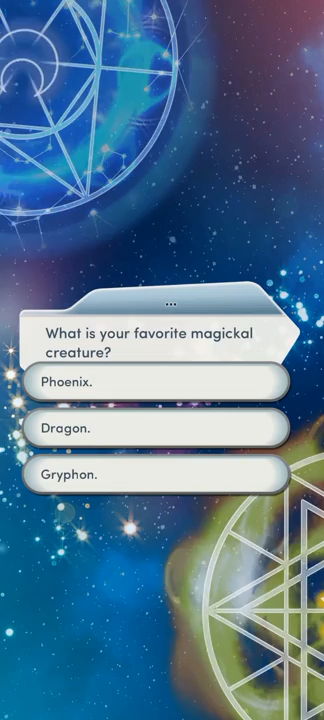 ...
What is your favorite magickal
creature?
Phoenix.
Dragon.
Gryphon.